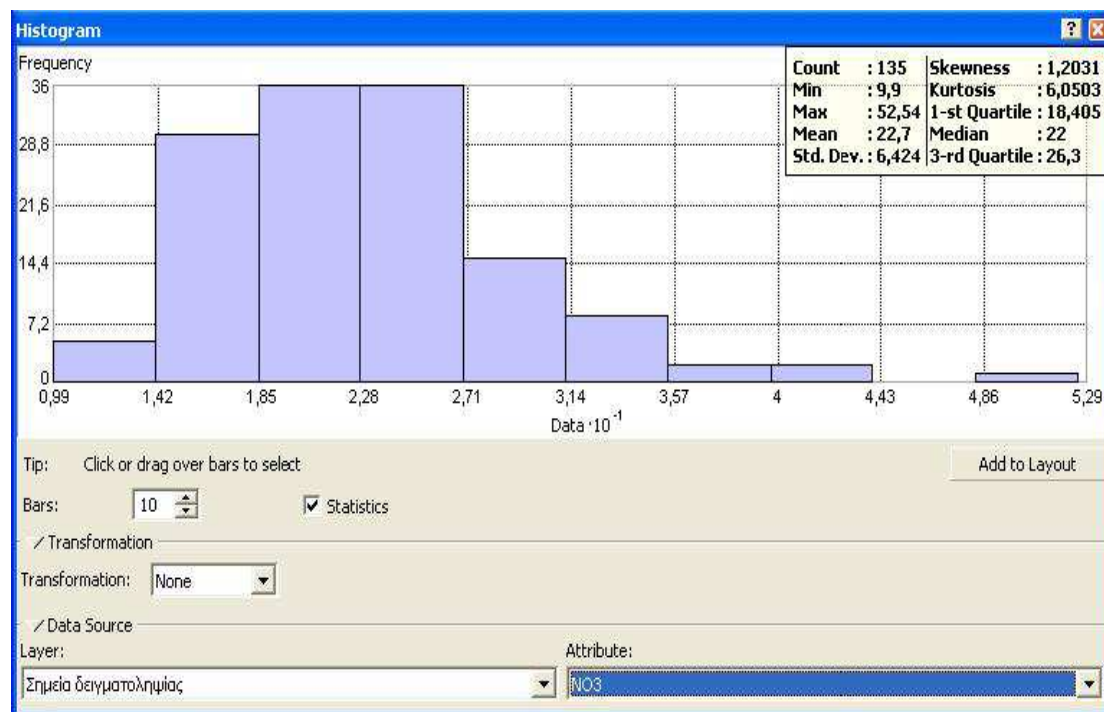 Histogram
Frequency
Count : 135 Skewness : 1,2031
Min : 9,9 Kurtosis : 6,0503
Max : 52,54 1-st Quartile : 18,405
Mean : 22,7 Median : 22
Std. Dev. : 6,424 3-rd Quartile : 26,3
36
28,8
21,6
14,4
7,2
0
0,99 1,42 1,85 2,28 2,71 3,14 3,57 4 4,43 4,86 5,29
Data ·10⁻¹
Tip: Click or drag over bars to select Add to Layout
Bars: 10 Statistics
Transformation
Transformation: None
Data Source
Layer: Attribute:
Σημεία δειγματοληψίας NO3